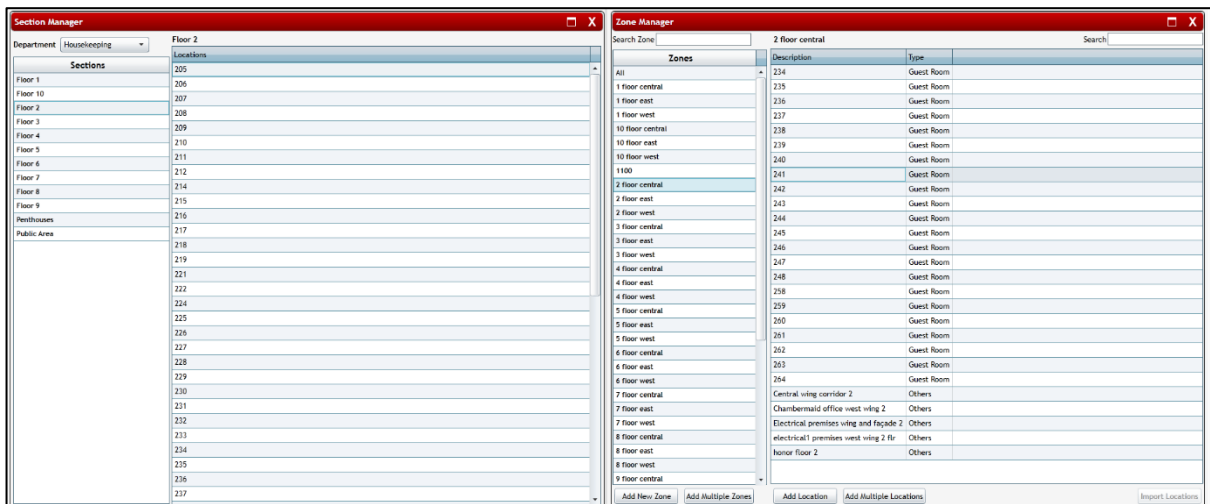 Section Manager
X
Department Housekeeping
Sections
Floor 1
Floor 10
Floor 2
Floor 3
Floor 4
Floor 5
Floor 6
Floor 7
Floor 8
Floor 9
Penthouses
Public Area
Floor 2
Locations
205
206
207
208
209
210
211
212
214
215
216
217
218
219
221
222
224
225
226
227
228
229
230
231
232
233
234
235
236
237
Zone Manager
X
Search Zone
Zones
All
1 floor central
1 floor east
1 floor west
10 floor central
10 floor east
10 floor west
1100
2 floor central
2 floor east
2 floor west
3 floor central
3 floor east
3 floor west
4 floor central
4 floor east
4 floor west
5 floor central
5 floor east
5 floor west
6 floor central
6 floor east
6 floor west
7 floor central
7 floor east
7 floor west
8 floor central
8 floor east
8 floor west
9 floor central
Add New Zone Add Multiple Zones
2 floor central Search
Description Type
234 Guest Room
235 Guest Room
236 Guest Room
237 Guest Room
238 Guest Room
239 Guest Room
240 Guest Room
241 Guest Room
242 Guest Room
243 Guest Room
244 Guest Room
245 Guest Room
246 Guest Room
247 Guest Room
248 Guest Room
258 Guest Room
259 Guest Room
260 Guest Room
261 Guest Room
262 Guest Room
263 Guest Room
264 Guest Room
Central wing corridor 2 Others
Chambermaid office west wing 2 Others
Electrical premises wing and façade 2 Others
electrical1 premises west wing 2 flr Others
honor floor 2 Others
Add Location Add Multiple Locations Import Locations